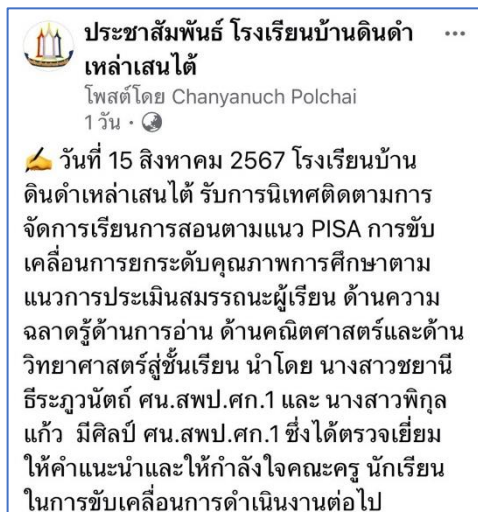 ประชาสัมพันธ์ โรงเรียนบ้านดินดำ
เหล่าเสนไต้
โพสต์โดย Chanyanuch Polchai
1 วัน ·
✍️ วันที่ 15 สิงหาคม 2567 โรงเรียนบ้าน
ดินดำเหล่าเสนไต้ รับการนิเทศติดตามการ
จัดการเรียนการสอนตามแนว PISA การขับ
เคลื่อนการยกระดับคุณภาพการศึกษาตาม
แนวการประเมินสมรรถนะผู้เรียน ด้านความ
ฉลาดรู้ด้านการอ่าน ด้านคณิตศาสตร์และด้าน
วิทยาศาสตร์สู่ชั้นเรียน นำโดย นางสาวชยานี
ธีระภูวนัตถ์ ศน.สพป.ศก.1 และ นางสาวพิกุล
แก้ว มีศิลป์ ศน.สพป.ศก.1 ซึ่งได้ตรวจเยี่ยม
ให้คำแนะนำและให้กำลังใจคณะครู นักเรียน
ในการขับเคลื่อนการดำเนินงานต่อไป